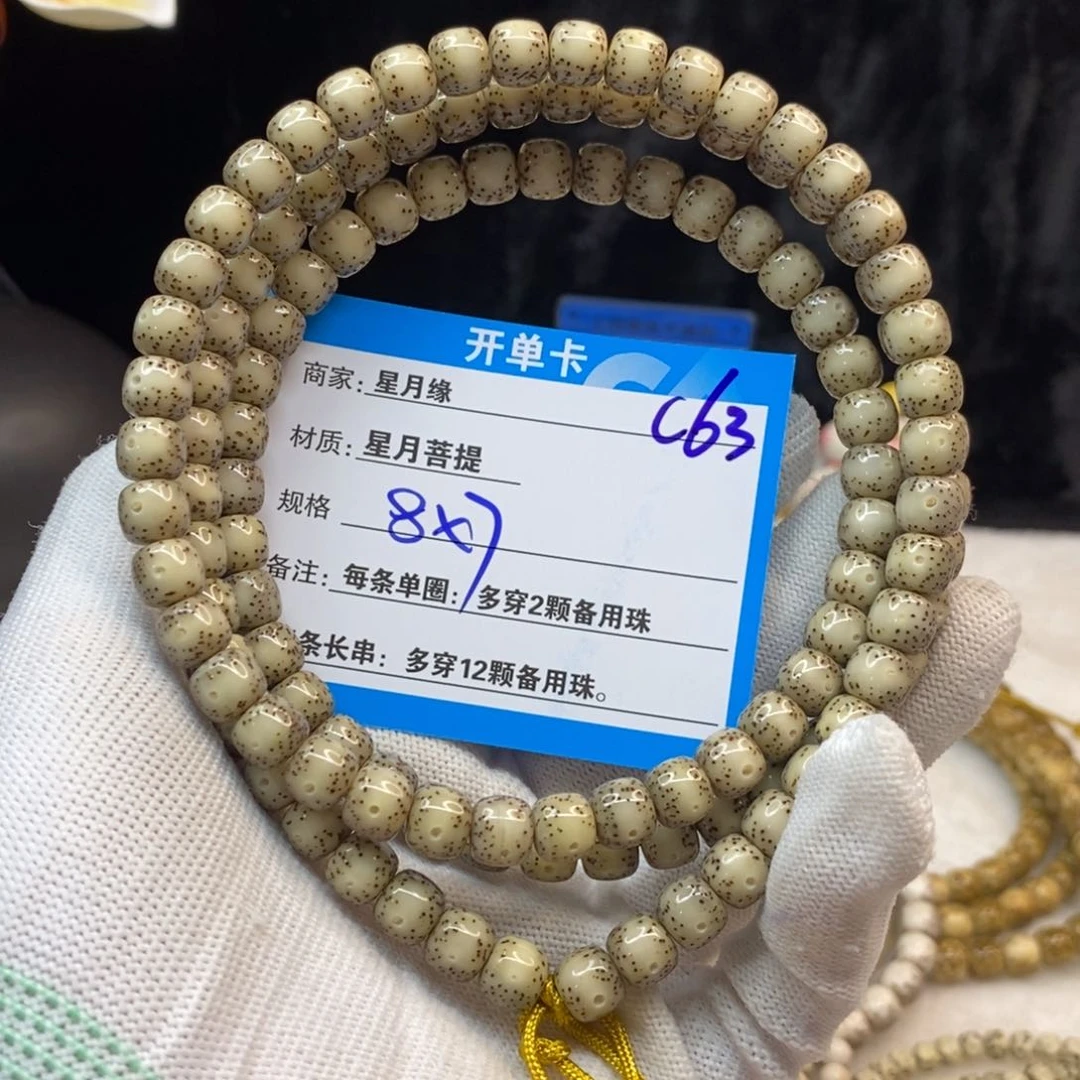 开单卡
商家:星月缘
C63
材质:星月菩提
规格 8x7
备注:每条单圈:多穿2颗备用珠
条长串:多穿12颗备用珠。